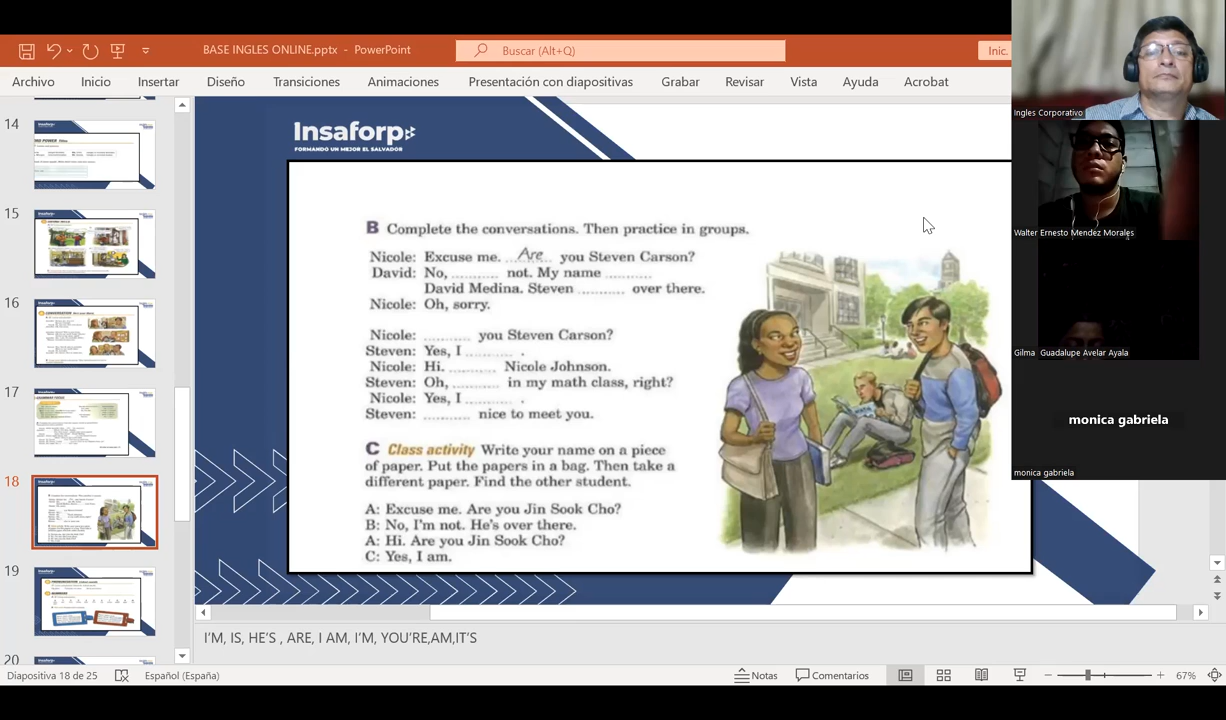 BASE INGLES ONLINE.pptx - PowerPoint
Buscar (Alt+Q)
Inic.
Archivo Inicio Insertar Diseño Transiciones Animaciones Presentación con diapositivas Grabar Revisar Vista Ayuda Acrobat
14
15
16
17
18
19
20
Insaforp
FORMANDO UN MEJOR EL SALVADOR
B Complete the conversations. Then practice in groups.
Nicole: Excuse me. Are you Steven Carson?
David: No, .......... not. My name ..........
David Medina. Steven .......... over there.
Nicole: Oh, sorry.
Nicole: .......... you Steven Carson?
Steven: Yes, I .......... .
Nicole: Hi. .......... Nicole Johnson.
Steven: Oh, .......... in my math class, right?
Nicole: Yes, I .......... .
Steven: .......... nice to meet you.
C Class activity Write your name on a piece
of paper. Put the papers in a bag. Then take a
different paper. Find the other student.
A: Excuse me. Are you Jin Sook Cho?
B: No, I'm not. He's over there.
A: Hi. Are you Jin Sook Cho?
C: Yes, I am.
I'M, IS, HE'S , ARE, I AM, I'M, YOU'RE,AM,IT'S
Diapositiva 18 de 25
Español (España)
Notas
Comentarios
67%
Ingles Corporativo I
Walter Ernesto Mendez Morales
Gilma Guadalupe Avelar Ayala
monica gabriela
monica gabriela